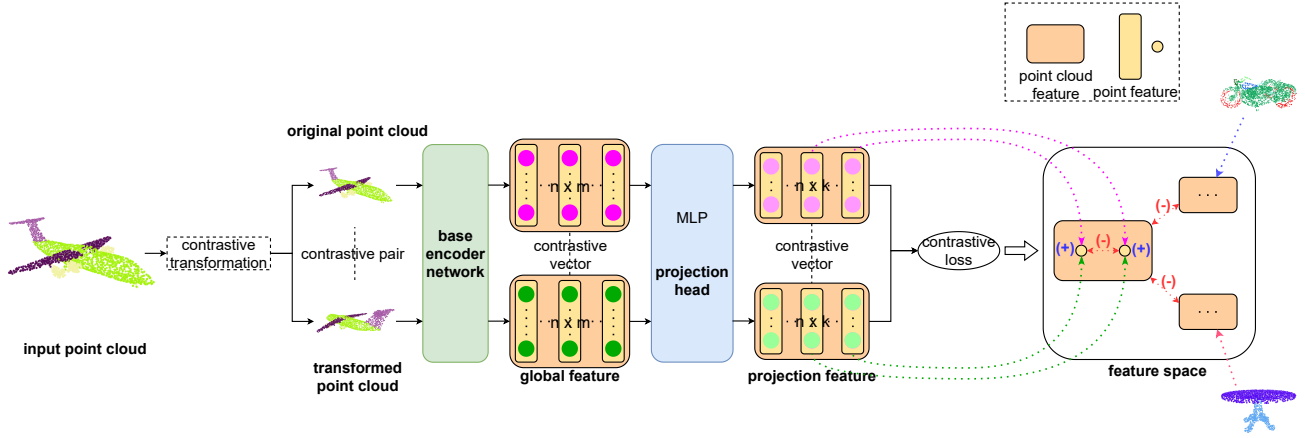 point cloud
feature
point feature
original point cloud
contrastive
transformation
contrastive pair
base
encoder
network
n x m
contrastive
vector
n x m
MLP
projection
head
n x k
contrastive
vector
n x k
contrastive
loss
(+)
(-)
(+)
(-)
(-)
. . .
. . .
input point cloud
transformed
point cloud
global feature
projection feature
feature space